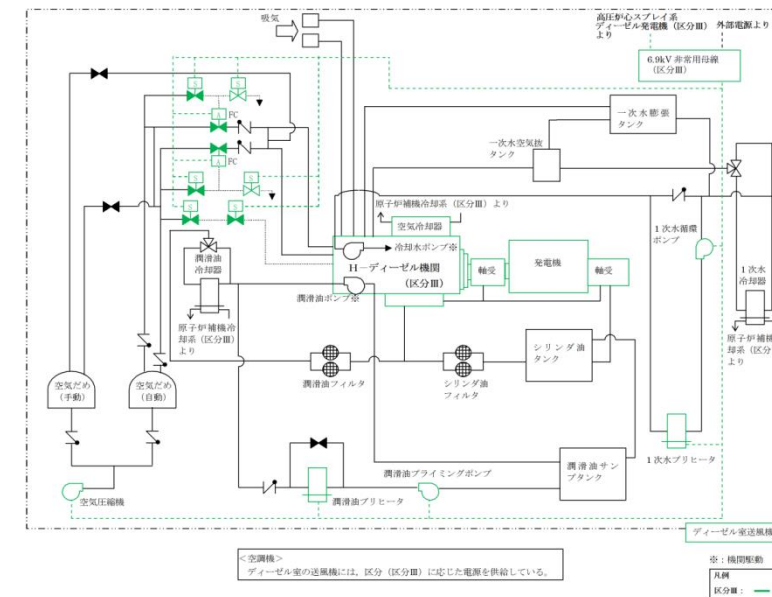 吸気
高圧炉心スプレイ系
ディーゼル発電機（区分Ⅲ）
より
外部電源より
6.9kV 非常用母線
（区分Ⅲ）
S
S
A
FC
一次水膨張
タンク
一次水空気抜
タンク
A
FC
S
S
S
S
原子炉補機冷却系（区分Ⅲ）より
空気冷却器
潤滑油
冷却器
冷却水ポンプ※
H－ディーゼル機関
（区分Ⅲ）
軸受
発電機
軸受
1次水循環
ポンプ
1次水
冷却器
潤滑油ポンプ※
原子炉補機冷
却系（区分Ⅲ）
より
原子炉補機
却系（区分
より
シリンダ油
タンク
潤滑油フィルタ
シリンダ油
フィルタ
空気だめ
（手動）
空気だめ
（自動）
1次水プリヒータ
潤滑油プライミングポンプ
潤滑油サン
プタンク
空気圧縮機
潤滑油プリヒータ
ディーゼル室送風機
＜空調機＞
ディーゼル室の送風機には，区分（区分Ⅲ）に応じた電源を供給している。
※：機関駆動
凡例
区分Ⅲ：